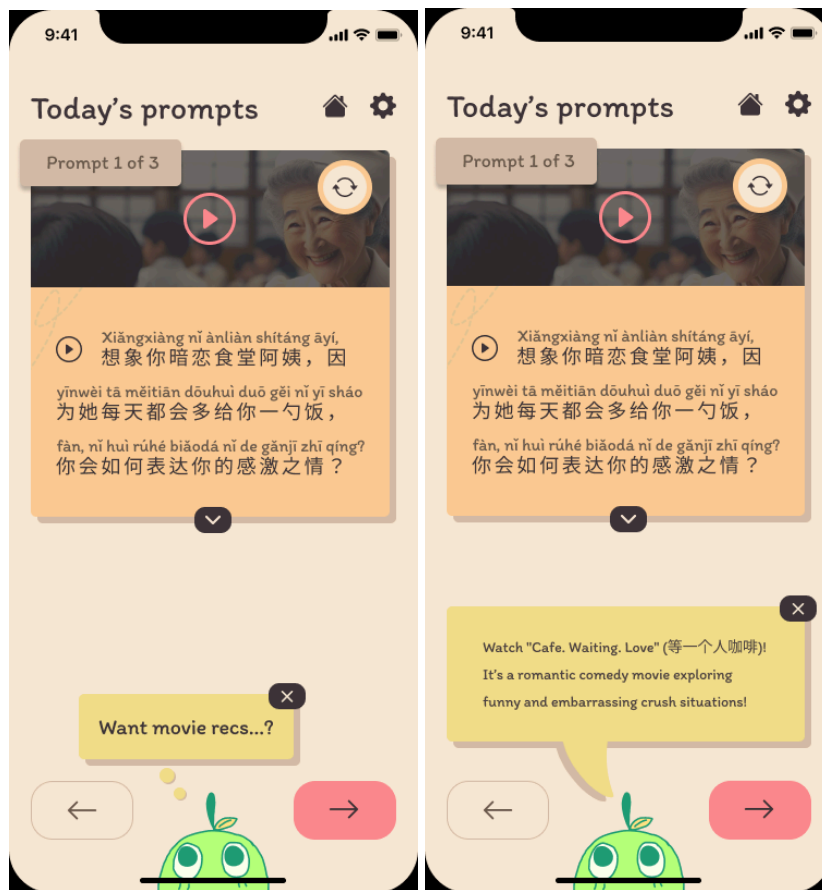 9:41
Today's prompts
Prompt 1 of 3
Xiǎngxiàng nǐ ànliàn shítáng āyí,
想象你暗恋食堂阿姨，因
yīnwèi tā měitiān dōuhuì duō gěi nǐ yī sháo
为她每天都会多给你一勺饭，
fàn, nǐ huì rúhé biǎodá nǐ de gǎnjī zhī qíng?
你会如何表达你的感激之情？
Want movie recs...?
9:41
Today's prompts
Prompt 1 of 3
Xiǎngxiàng nǐ ànliàn shítáng āyí,
想象你暗恋食堂阿姨，因
yīnwèi tā měitiān dōuhuì duō gěi nǐ yī sháo
为她每天都会多给你一勺饭，
fàn, nǐ huì rúhé biǎodá nǐ de gǎnjī zhī qíng?
你会如何表达你的感激之情？
Watch "Cafe. Waiting. Love" (等一个人咖啡)!
It's a romantic comedy movie exploring
funny and embarrassing crush situations!